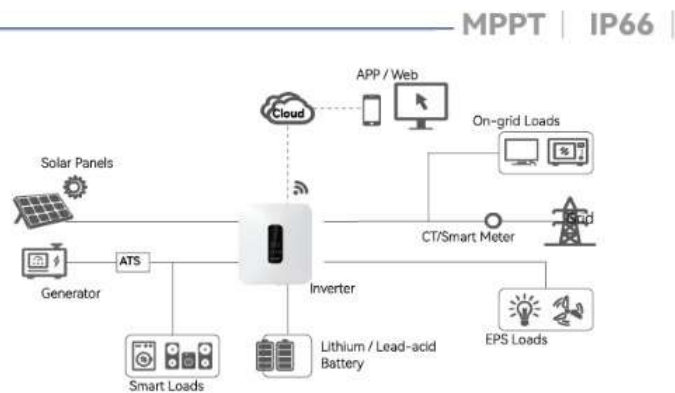 MPPT | IP66 |
APP / Web
Cloud
On-grid Loads
Solar Panels
Grid
CT/Smart Meter
ATS
Generator
Inverter
EPS Loads
Lithium / Lead-acid
Battery
Smart Loads